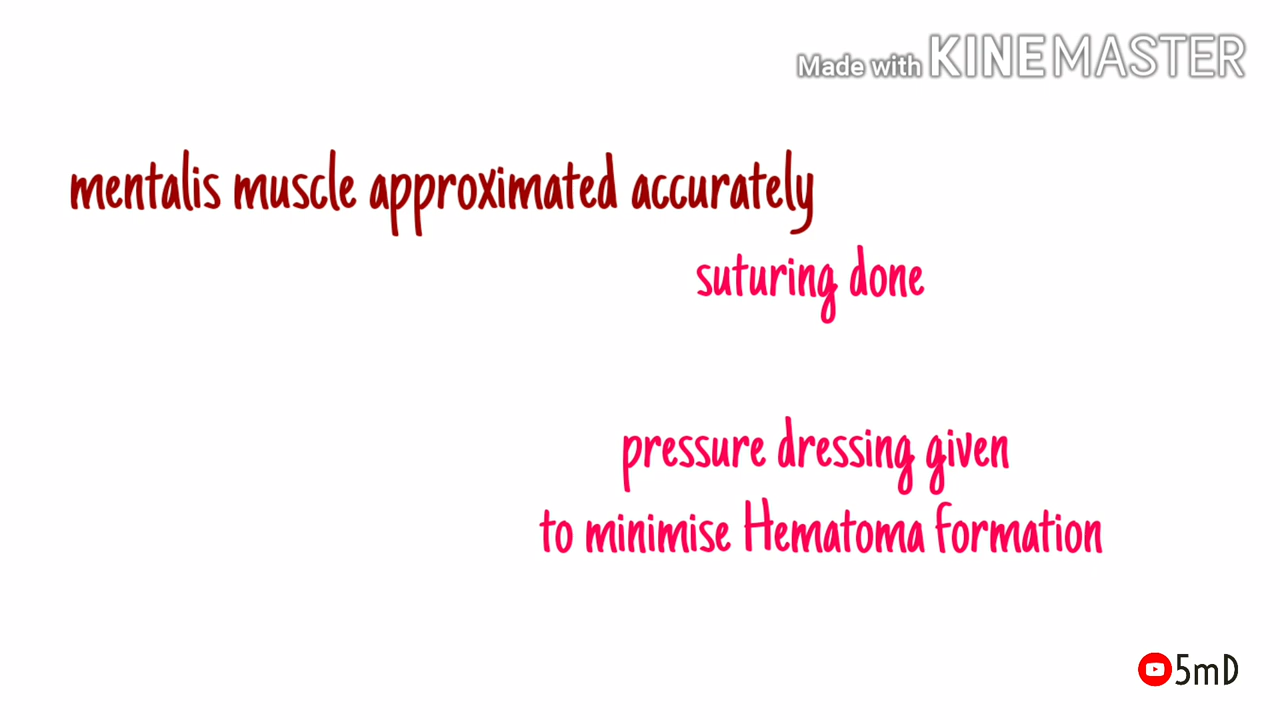 Made with KINEMASTER
mentalis muscle approximated accurately
suturing done
pressure dressing given
to minimise Hematoma formation
5mD